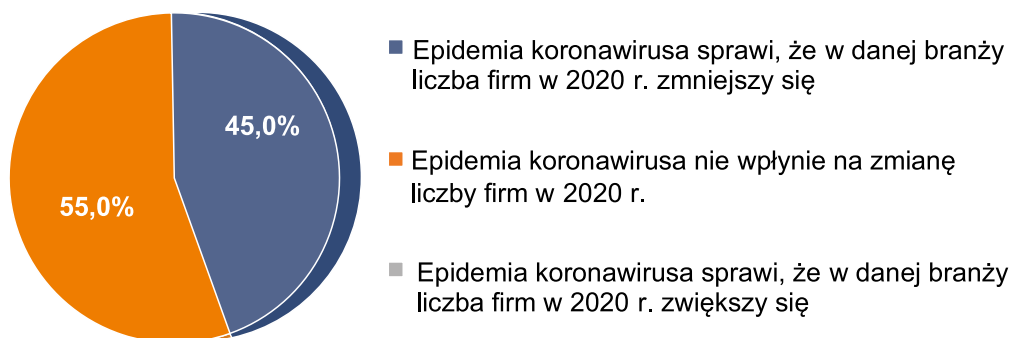 45,0%
55,0%
Epidemia koronawirusa sprawi, że w danej branży
liczba firm w 2020 r. zmniejszy się
Epidemia koronawirusa nie wpłynie na zmianę
liczby firm w 2020 r.
Epidemia koronawirusa sprawi, że w danej branży
liczba firm w 2020 r. zwiększy się